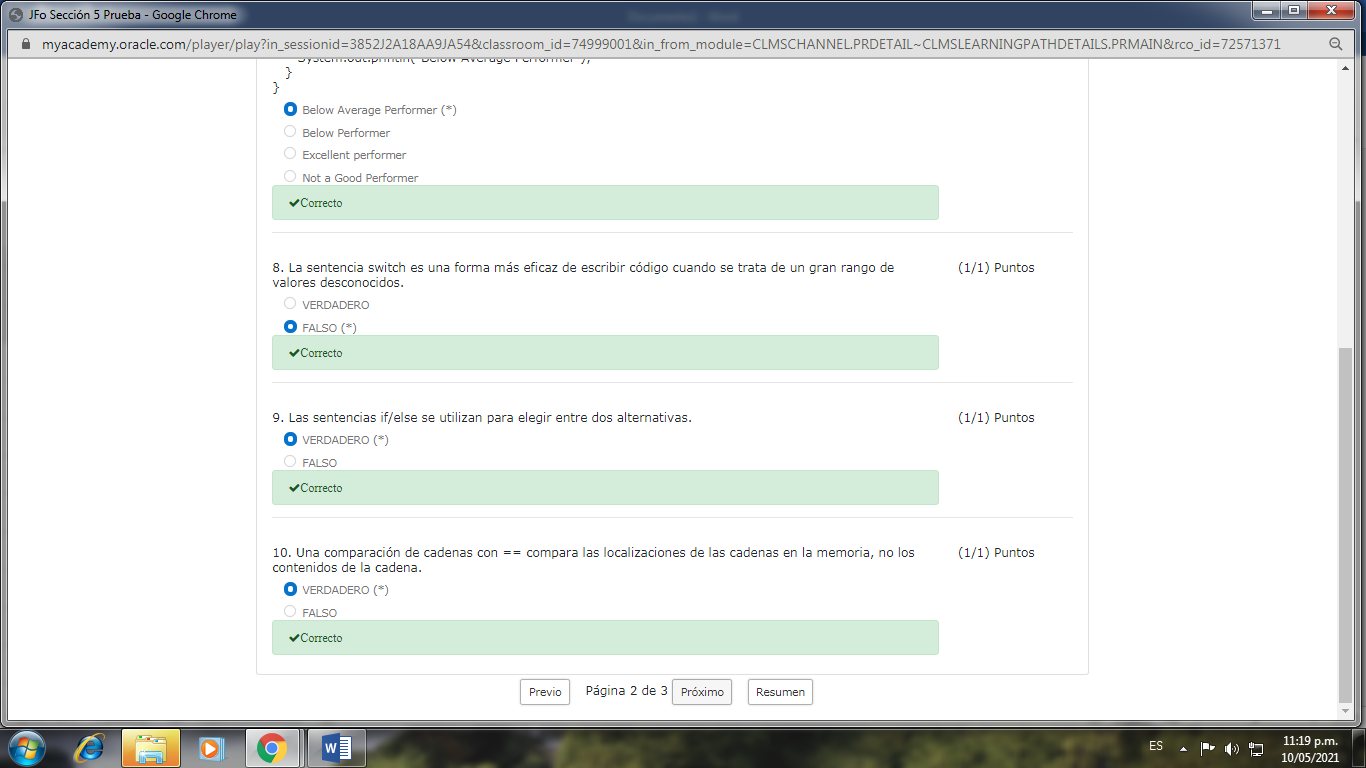 JFo Sección 5 Prueba - Google Chrome
myacademy.oracle.com/player/play?in_sessionid=3852J2A18AA9JA54&classroom_id=74999001&in_from_module=CLMSCHANNEL.PRDETAIL~CLMSLEARNINGPATHDETAILS.PRMAIN&rco_id=72571371
System.out.println("Below Average Performer");
}
}
Below Average Performer (*)
Below Performer
Excellent performer
Not a Good Performer
✔Correcto
8. La sentencia switch es una forma más eficaz de escribir código cuando se trata de un gran rango de
valores desconocidos.
(1/1) Puntos
VERDADERO
FALSO (*)
✔Correcto
9. Las sentencias if/else se utilizan para elegir entre dos alternativas.
(1/1) Puntos
VERDADERO (*)
FALSO
✔Correcto
10. Una comparación de cadenas con == compara las localizaciones de las cadenas en la memoria, no los
contenidos de la cadena.
(1/1) Puntos
VERDADERO (*)
FALSO
✔Correcto
Previo Página 2 de 3 Próximo Resumen
ES
11:19 p.m.
10/05/2021